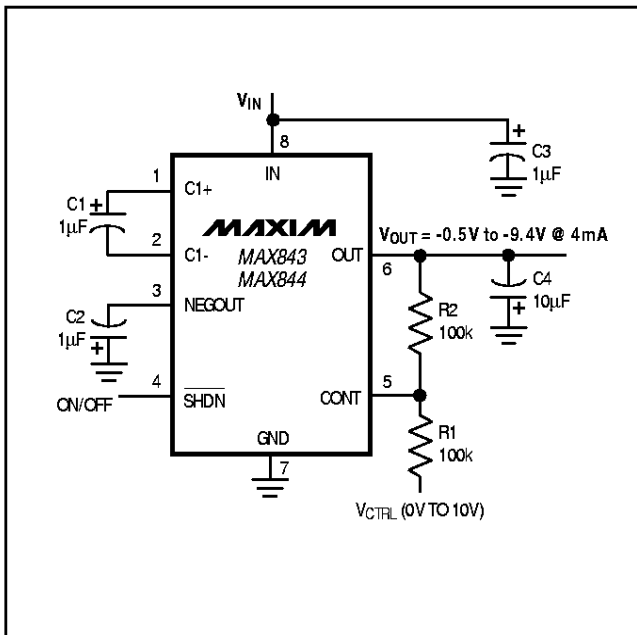 VIN
8
IN
C3
1µF
1
C1+
C1
1µF
MAXIM
MAX843
MAX844
2
C1-
OUT
6
VOUT = -0.5V to -9.4V @ 4mA
C4
10µF
3
NEGOUT
C2
1µF
R2
100k
4
SHDN
ON/OFF
5
CONT
R1
100k
GND
7
VCTRL (0V TO 10V)